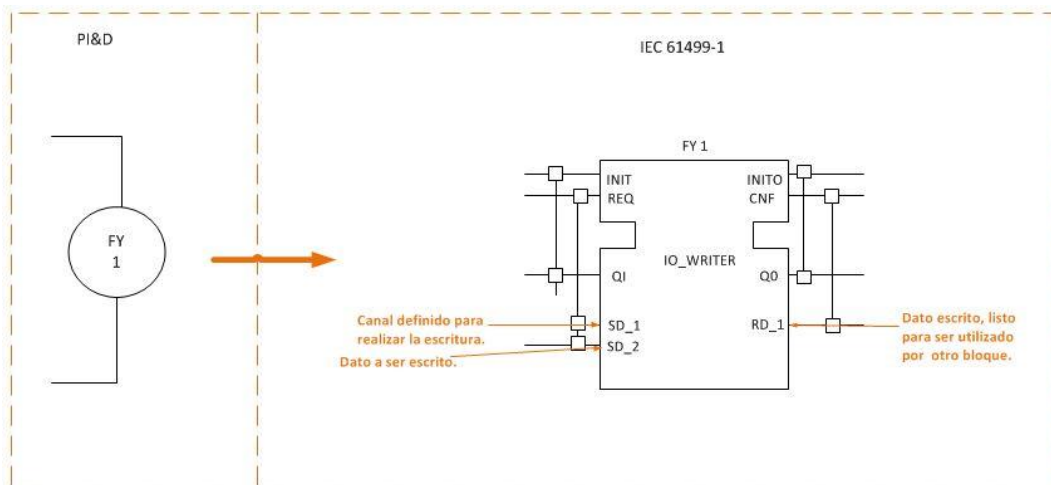 PI&D
IEC 61499-1
FY
1
FY 1
INIT
REQ
INITO
CNF
IO_WRITER
QI
Q0
SD_1
SD_2
RD_1
Canal definido para
realizar la escritura.
Dato a ser escrito.
Dato escrito, listo
para ser utilizado
por otro bloque.